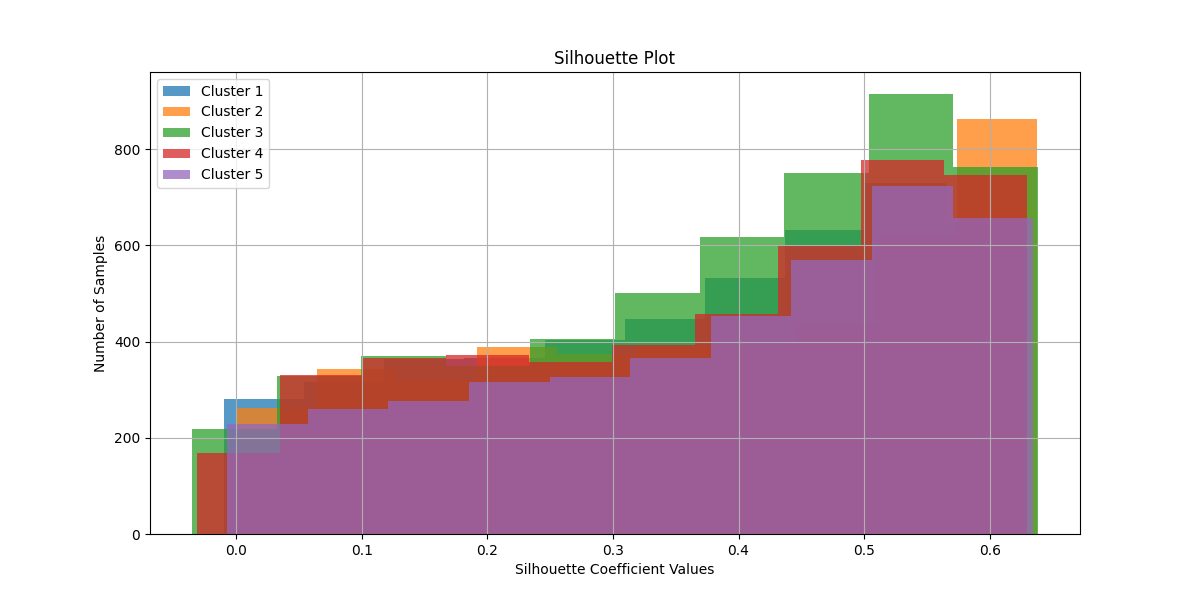 Silhouette Plot
Cluster 1
Cluster 2
Cluster 3
Cluster 4
Cluster 5
Number of Samples
800
600
400
200
0
0.0 0.1 0.2 0.3 0.4 0.5 0.6
Silhouette Coefficient Values